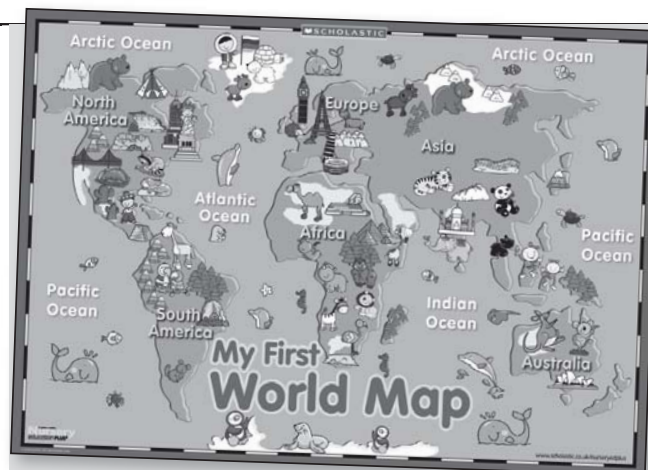 SCHOLASTIC
Arctic Ocean
Arctic Ocean
North
America
Europe
Asia
Atlantic
Ocean
Africa
Pacific
Ocean
Pacific
Ocean
South
America
Indian
Ocean
Australia
My First
World Map
Nursery